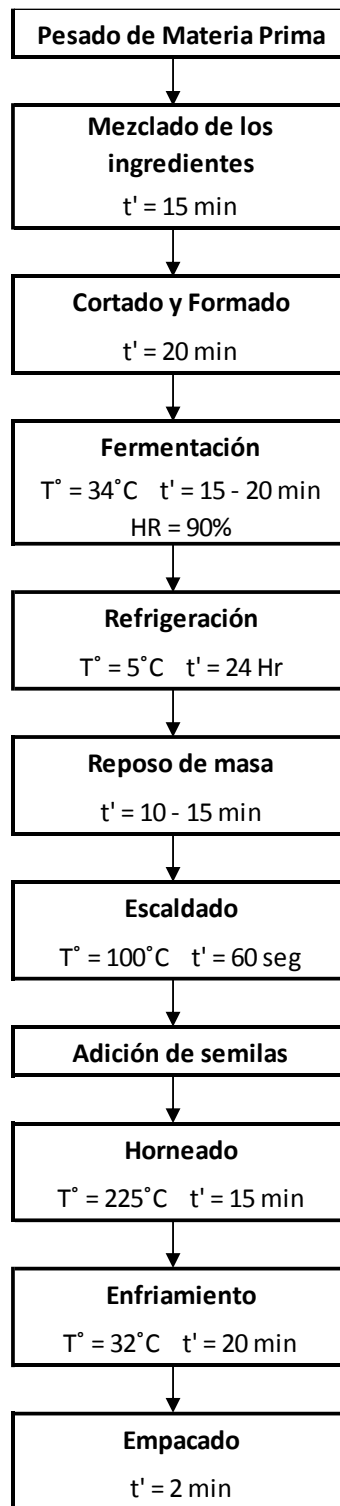 Pesado de Materia Prima
Mezclado de los
ingredientes
t' = 15 min
Cortado y Formado
t' = 20 min
Fermentación
T˚ = 34˚C t' = 15 - 20 min
HR = 90%
Refrigeración
T˚ = 5˚C t' = 24 Hr
Reposo de masa
t' = 10 - 15 min
Escaldado
T˚ = 100˚C t' = 60 seg
Adición de semilas
Horneado
T˚ = 225˚C t' = 15 min
Enfriamiento
T˚ = 32˚C t' = 20 min
Empacado
t' = 2 min